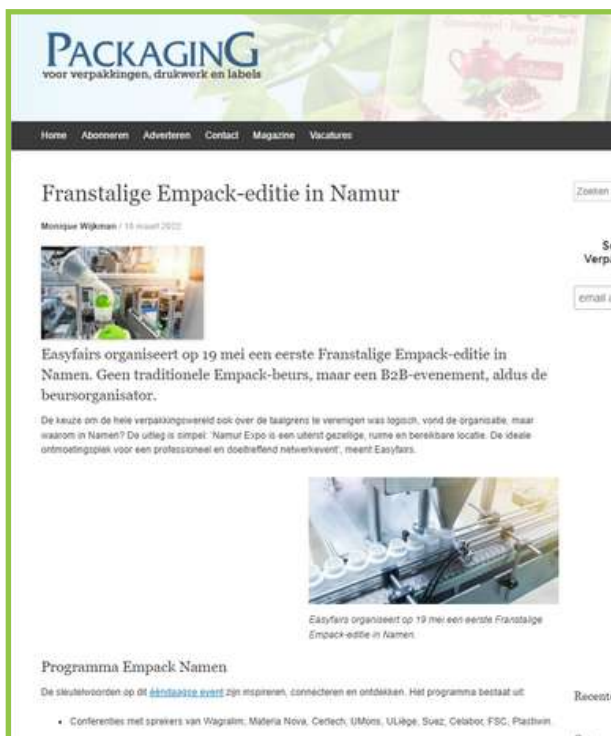 PACKAGING
voor verpakkingen, drukwerk en labels
Home Abonneren Adverteren Contact Magazine Vacatures
Franstalige Empack-editie in Namur
Zoeken
Monique Wijkman / maart 2022
Verpa
email a
Easyfairs organiseert op 19 mei een eerste Franstalige Empack-editie in
Namen. Geen traditionele Empack-beurs, maar een B2B-evenement, aldus de
beursorganisator.
De keuze om de hele verpakkingswereld ook over de taalgrens te verenigen was logisch, vond de organisatie, maar
waarom in Namen? De uitleg is simpel: ‘Namur Expo is een uiterst gezellige, ruime en bereikbare locatie. De ideale
ontmoetingsplek voor een professioneel en doeltreffend netwerkevent’, meent Easyfairs.
Easyfairs organiseert op 19 mei een eerste Franstalige
Empack-editie in Namen.
Programma Empack Namen
De sleutelwoorden op dit ééndaagse event zijn inspireren, connecteren en ontdekken. Het programma bestaat uit:
Recente
• Conferenties met sprekers van Wagralim, Materia Nova, Certech, UMons, ULiège, Suez, Celabor, FSC, Plastiwin.